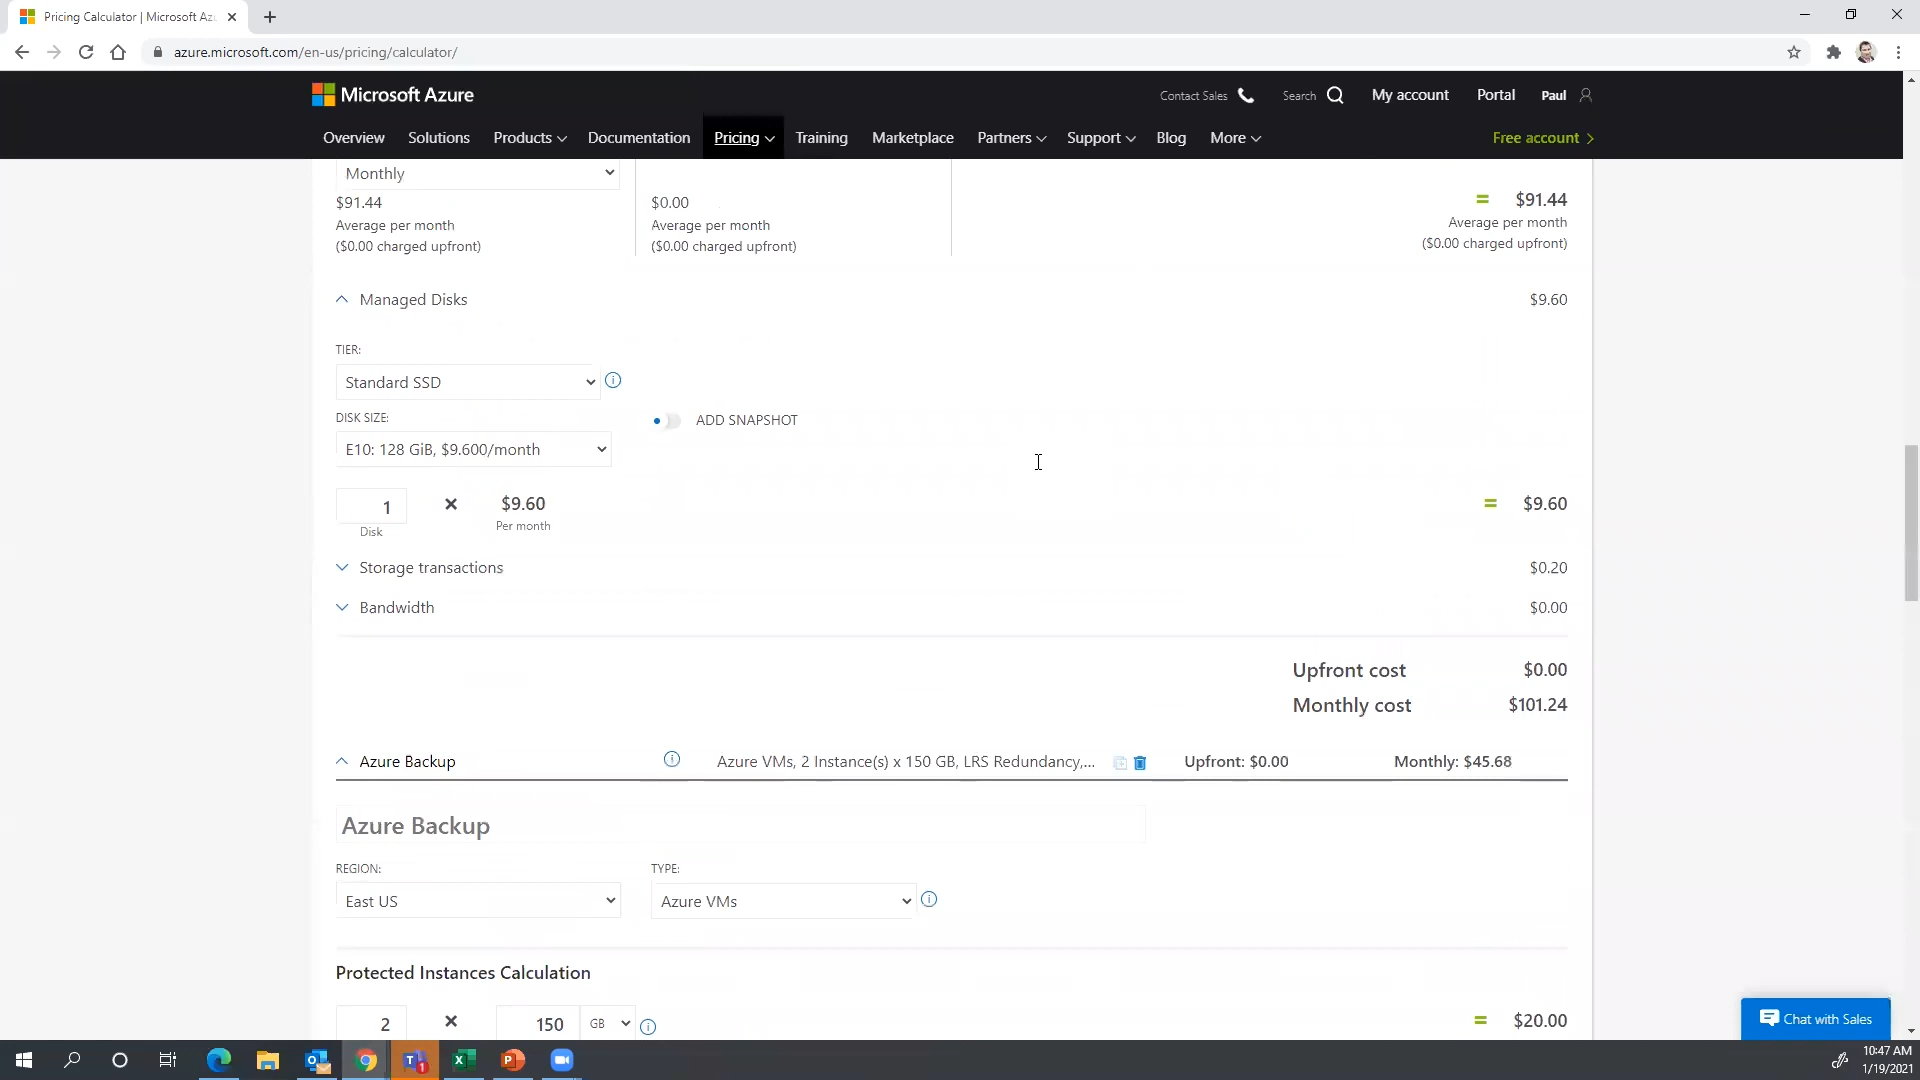 Pricing Calculator | Microsoft Az
azure.microsoft.com/en-us/pricing/calculator/
Microsoft Azure
Contact Sales
Search
My account
Portal
Paul
Overview
Solutions
Products
Documentation
Pricing
Training
Marketplace
Partners
Support
Blog
More
Free account
Monthly
$91.44
Average per month
($0.00 charged upfront)
$0.00
Average per month
($0.00 charged upfront)
= $91.44
Average per month
($0.00 charged upfront)
Managed Disks
$9.60
TIER:
Standard SSD
DISK SIZE:
E10: 128 GiB, $9.600/month
ADD SNAPSHOT
1
Disk
×
$9.60
Per month
= $9.60
Storage transactions
$0.20
Bandwidth
$0.00
Upfront cost $0.00
Monthly cost $101.24
Azure Backup
Azure VMs, 2 Instance(s) x 150 GB, LRS Redundancy,...
Upfront: $0.00
Monthly: $45.68
Azure Backup
REGION:
East US
TYPE:
Azure VMs
Protected Instances Calculation
2 × 150 GB
= $20.00
Chat with Sales
10:47 AM
1/19/2021